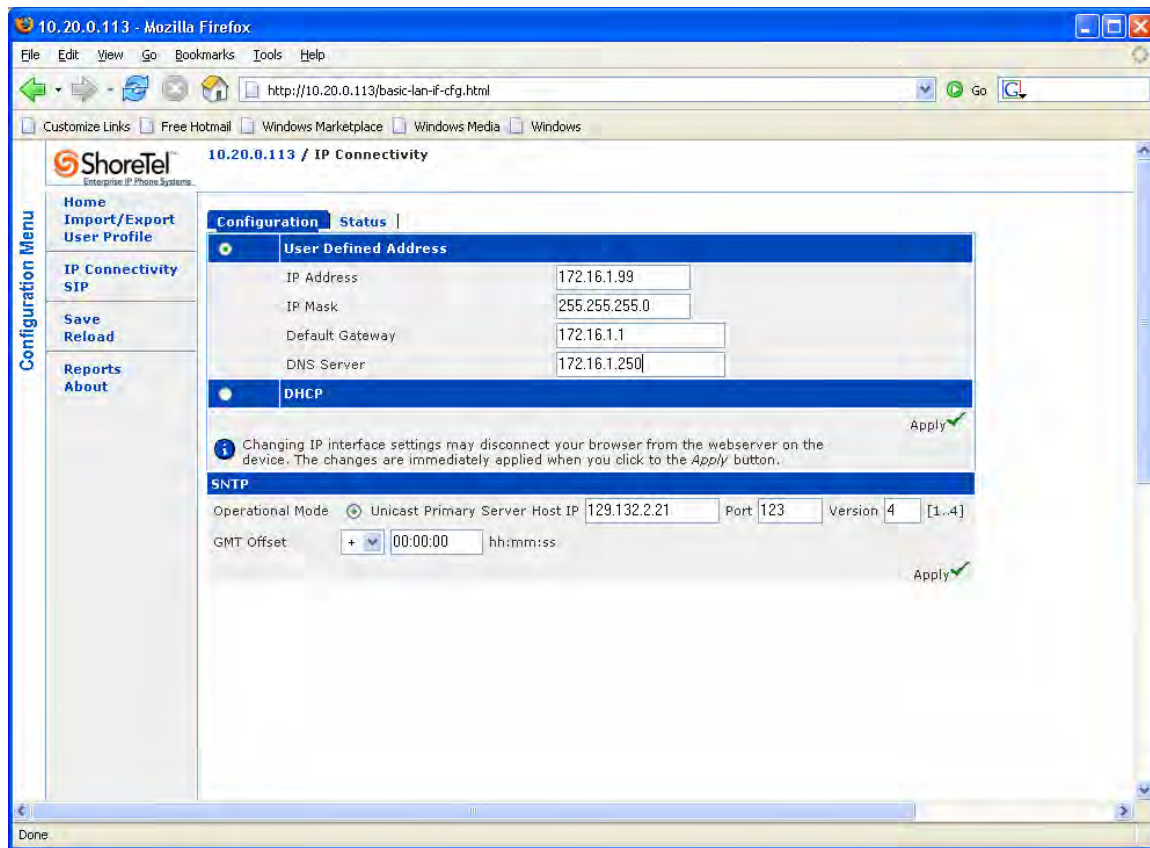 10.20.0.113 - Mozilla Firefox
File Edit View Go Bookmarks Tools Help
http://10.20.0.113/basic-lan-if-cfg.html Go G
Customize Links Free Hotmail Windows Marketplace Windows Media Windows
ShoreTel
Enterprise IP Phone Systems
10.20.0.113 / IP Connectivity
Configuration Menu
Home
Import/Export
User Profile
IP Connectivity
SIP
Save
Reload
Reports
About
Configuration Status |
User Defined Address
IP Address 172.16.1.99
IP Mask 255.255.255.0
Default Gateway 172.16.1.1
DNS Server 172.16.1.250
DHCP
Apply
Changing IP interface settings may disconnect your browser from the webserver on the
device. The changes are immediately applied when you click to the Apply button.
SNTP
Operational Mode Unicast Primary Server Host IP 129.132.2.21 Port 123 Version 4 [1..4]
GMT Offset + 00:00:00 hh:mm:ss
Apply
Done